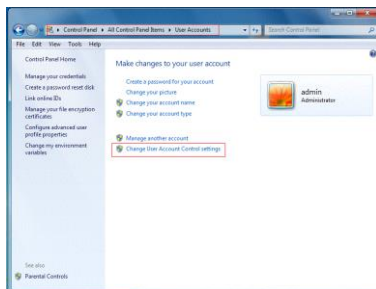 Control Panel ▸ All Control Panel Items ▸ User Accounts
Search Control Panel
File Edit View Tools Help
Control Panel Home
Manage your credentials
Create a password reset disk
Link online IDs
Manage your file encryption
certificates
Configure advanced user
profile properties
Change my environment
variables
See also
Parental Controls
Make changes to your user account
Create a password for your account
Change your picture
Change your account name
Change your account type
Manage another account
Change User Account Control settings
admin
Administrator